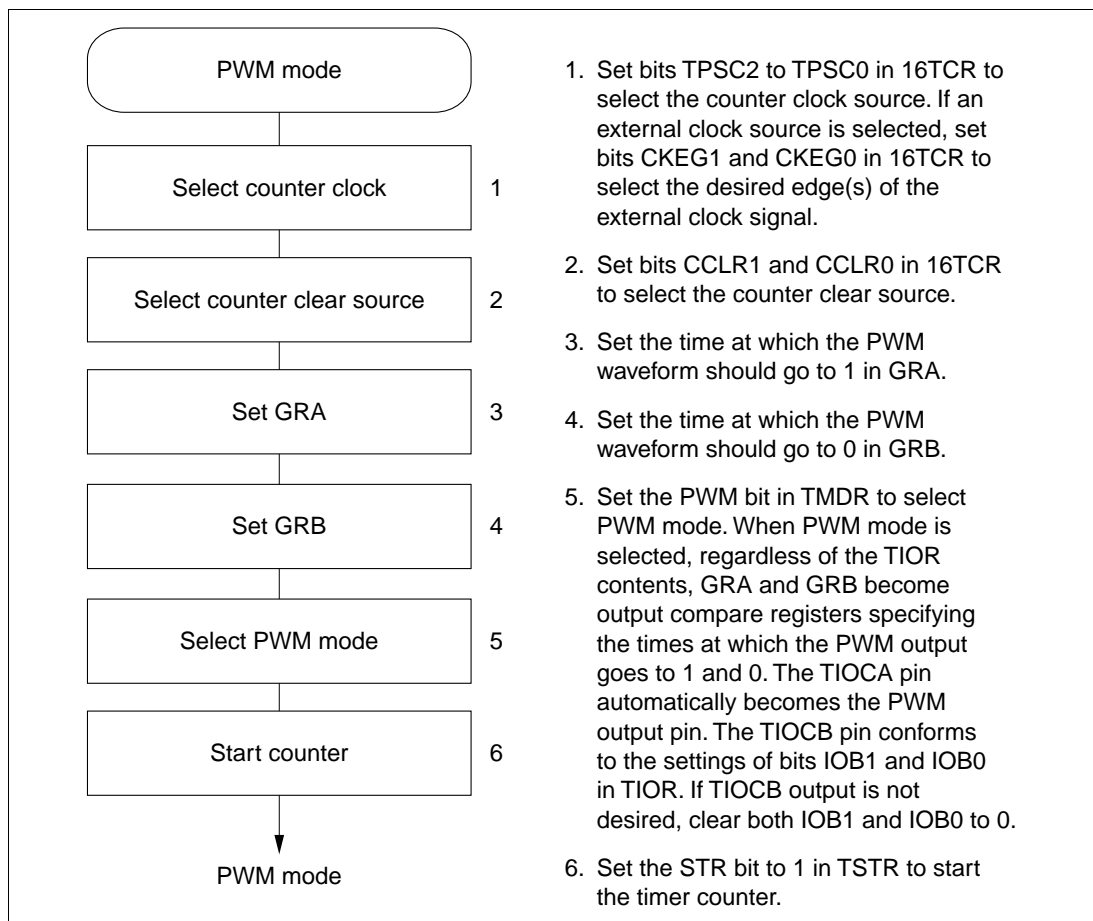 PWM mode
Select counter clock 1
Select counter clear source 2
Set GRA 3
Set GRB 4
Select PWM mode 5
Start counter 6
PWM mode
1. Set bits TPSC2 to TPSC0 in 16TCR to
select the counter clock source. If an
external clock source is selected, set
bits CKEG1 and CKEG0 in 16TCR to
select the desired edge(s) of the
external clock signal.
2. Set bits CCLR1 and CCLR0 in 16TCR
to select the counter clear source.
3. Set the time at which the PWM
waveform should go to 1 in GRA.
4. Set the time at which the PWM
waveform should go to 0 in GRB.
5. Set the PWM bit in TMDR to select
PWM mode. When PWM mode is
selected, regardless of the TIOR
contents, GRA and GRB become
output compare registers specifying
the times at which the PWM output
goes to 1 and 0. The TIOCA pin
automatically becomes the PWM
output pin. The TIOCB pin conforms
to the settings of bits IOB1 and IOB0
in TIOR. If TIOCB output is not
desired, clear both IOB1 and IOB0 to 0.
6. Set the STR bit to 1 in TSTR to start
the timer counter.